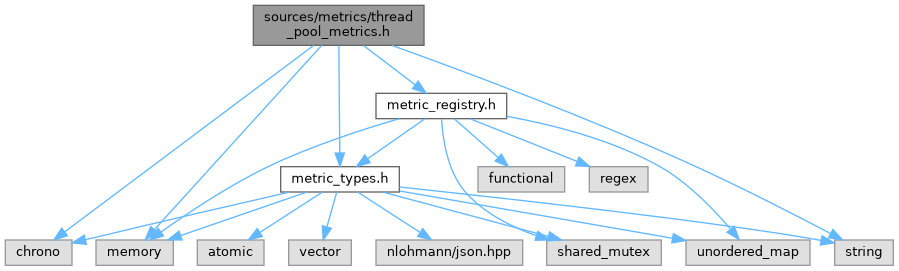 sources/metrics/thread
_pool_metrics.h
metric_registry.h
metric_types.h
functional
regex
chrono
memory
atomic
vector
nlohmann/json.hpp
shared_mutex
unordered_map
string